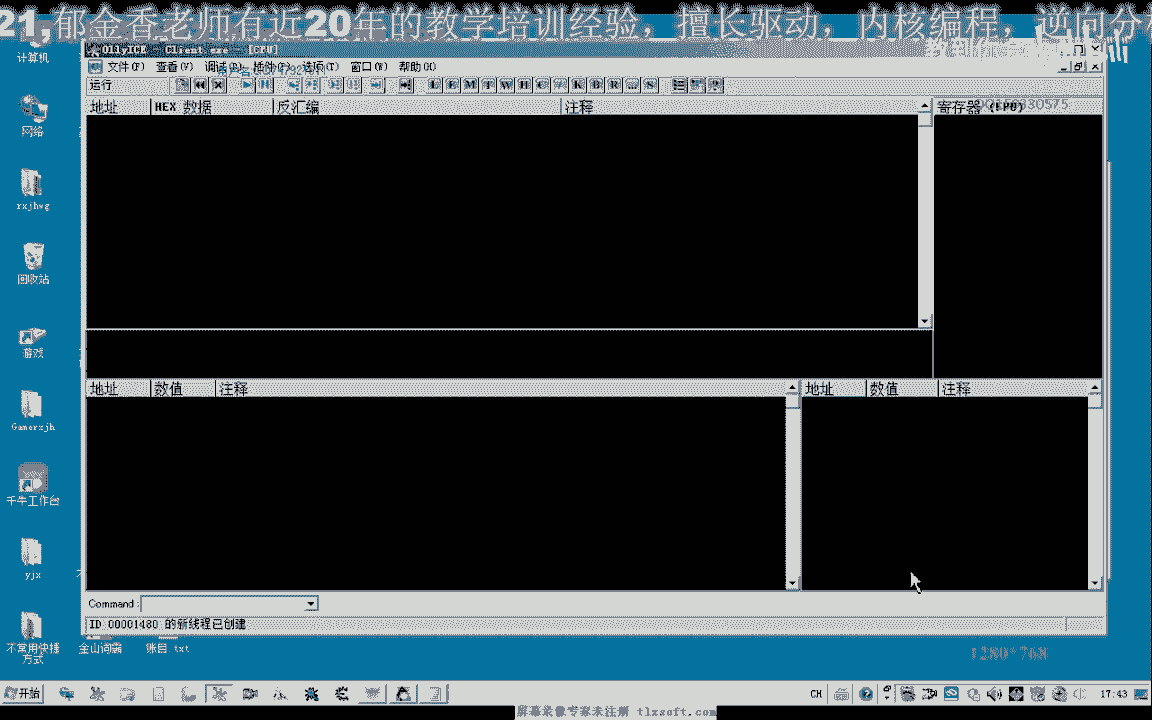 21,郁金香老师有近20年的教学培训经验，擅长驱动，内核编程，逆向分析
计算机
OllyICE - Client.exe - [CPU]
文件(F) 查看(V) 调试(D) 插件(P) 选项(T) 窗口(W) 帮助(H)
运行
L E M T W H C / K B R ... S
地址 HEX 数据 反汇编 注释 寄存器 (FPU)
网络
rxjhwg
回收站
游戏
地址 数值 注释 地址 数值 注释
Gamerxjh
千牛工作台
yjx
Command:
ID 00001480 的新线程已创建
不常用快捷方式
金山词霸
账目.txt
1280*768
开始
CH
17:43
屏幕录像专家未注册 tlxsoft.com